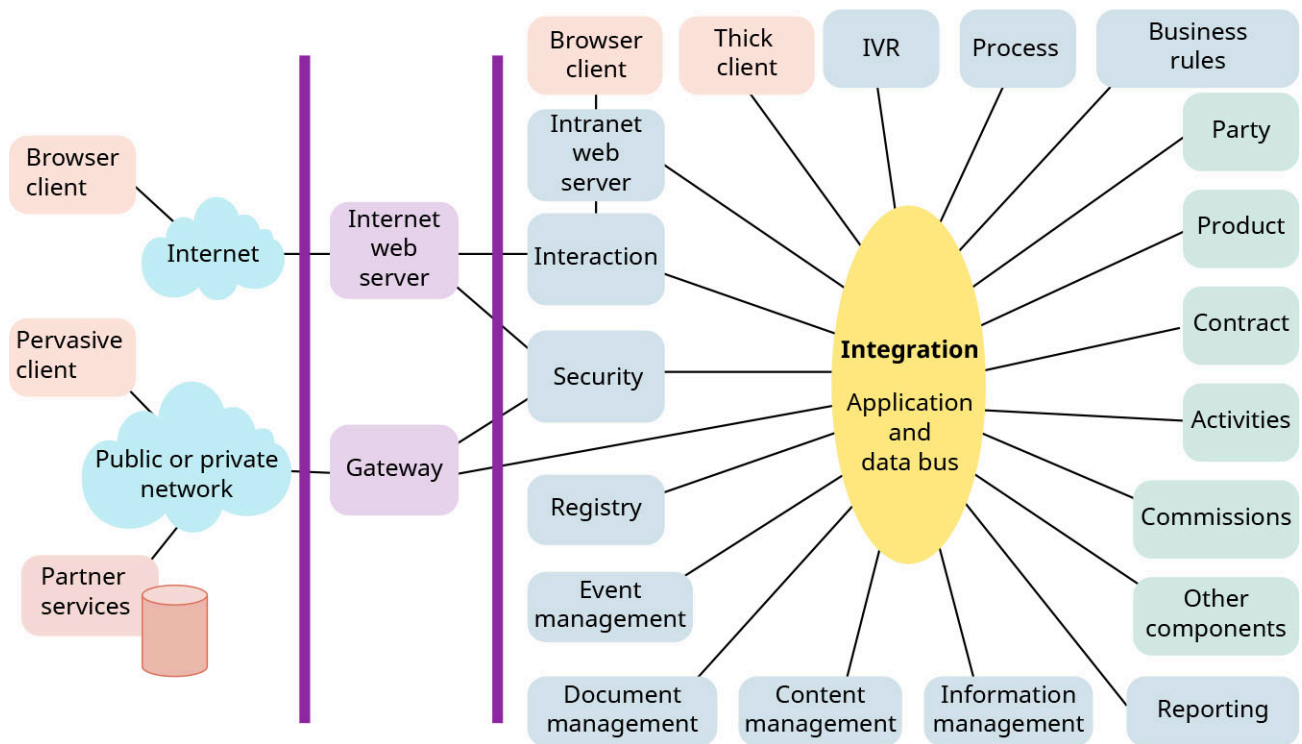 Browser
client
Thick
client
IVR
Process
Business
rules
Browser
client
Intranet
web
server
Party
Internet
Internet
web
server
Interaction
Product
Pervasive
client
Security
Integration
Application
and
data bus
Contract
Public or private
network
Gateway
Activities
Registry
Commissions
Partner
services
Event
management
Other
components
Document
management
Content
management
Information
management
Reporting